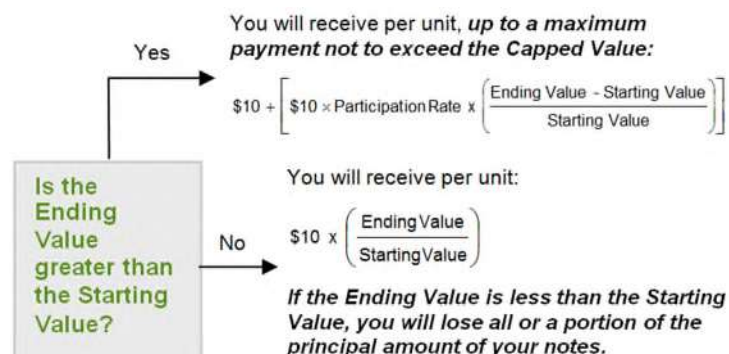 You will receive per unit, up to a maximum
payment not to exceed the Capped Value:
Yes
$10 + [ $10 × Participation Rate x ( Ending Value - Starting Value
Starting Value ) ]
Is the
Ending
Value
greater than
the Starting
Value?
No
You will receive per unit:
$10 x ( Ending Value
Starting Value )
If the Ending Value is less than the Starting
Value, you will lose all or a portion of the
principal amount of your notes.